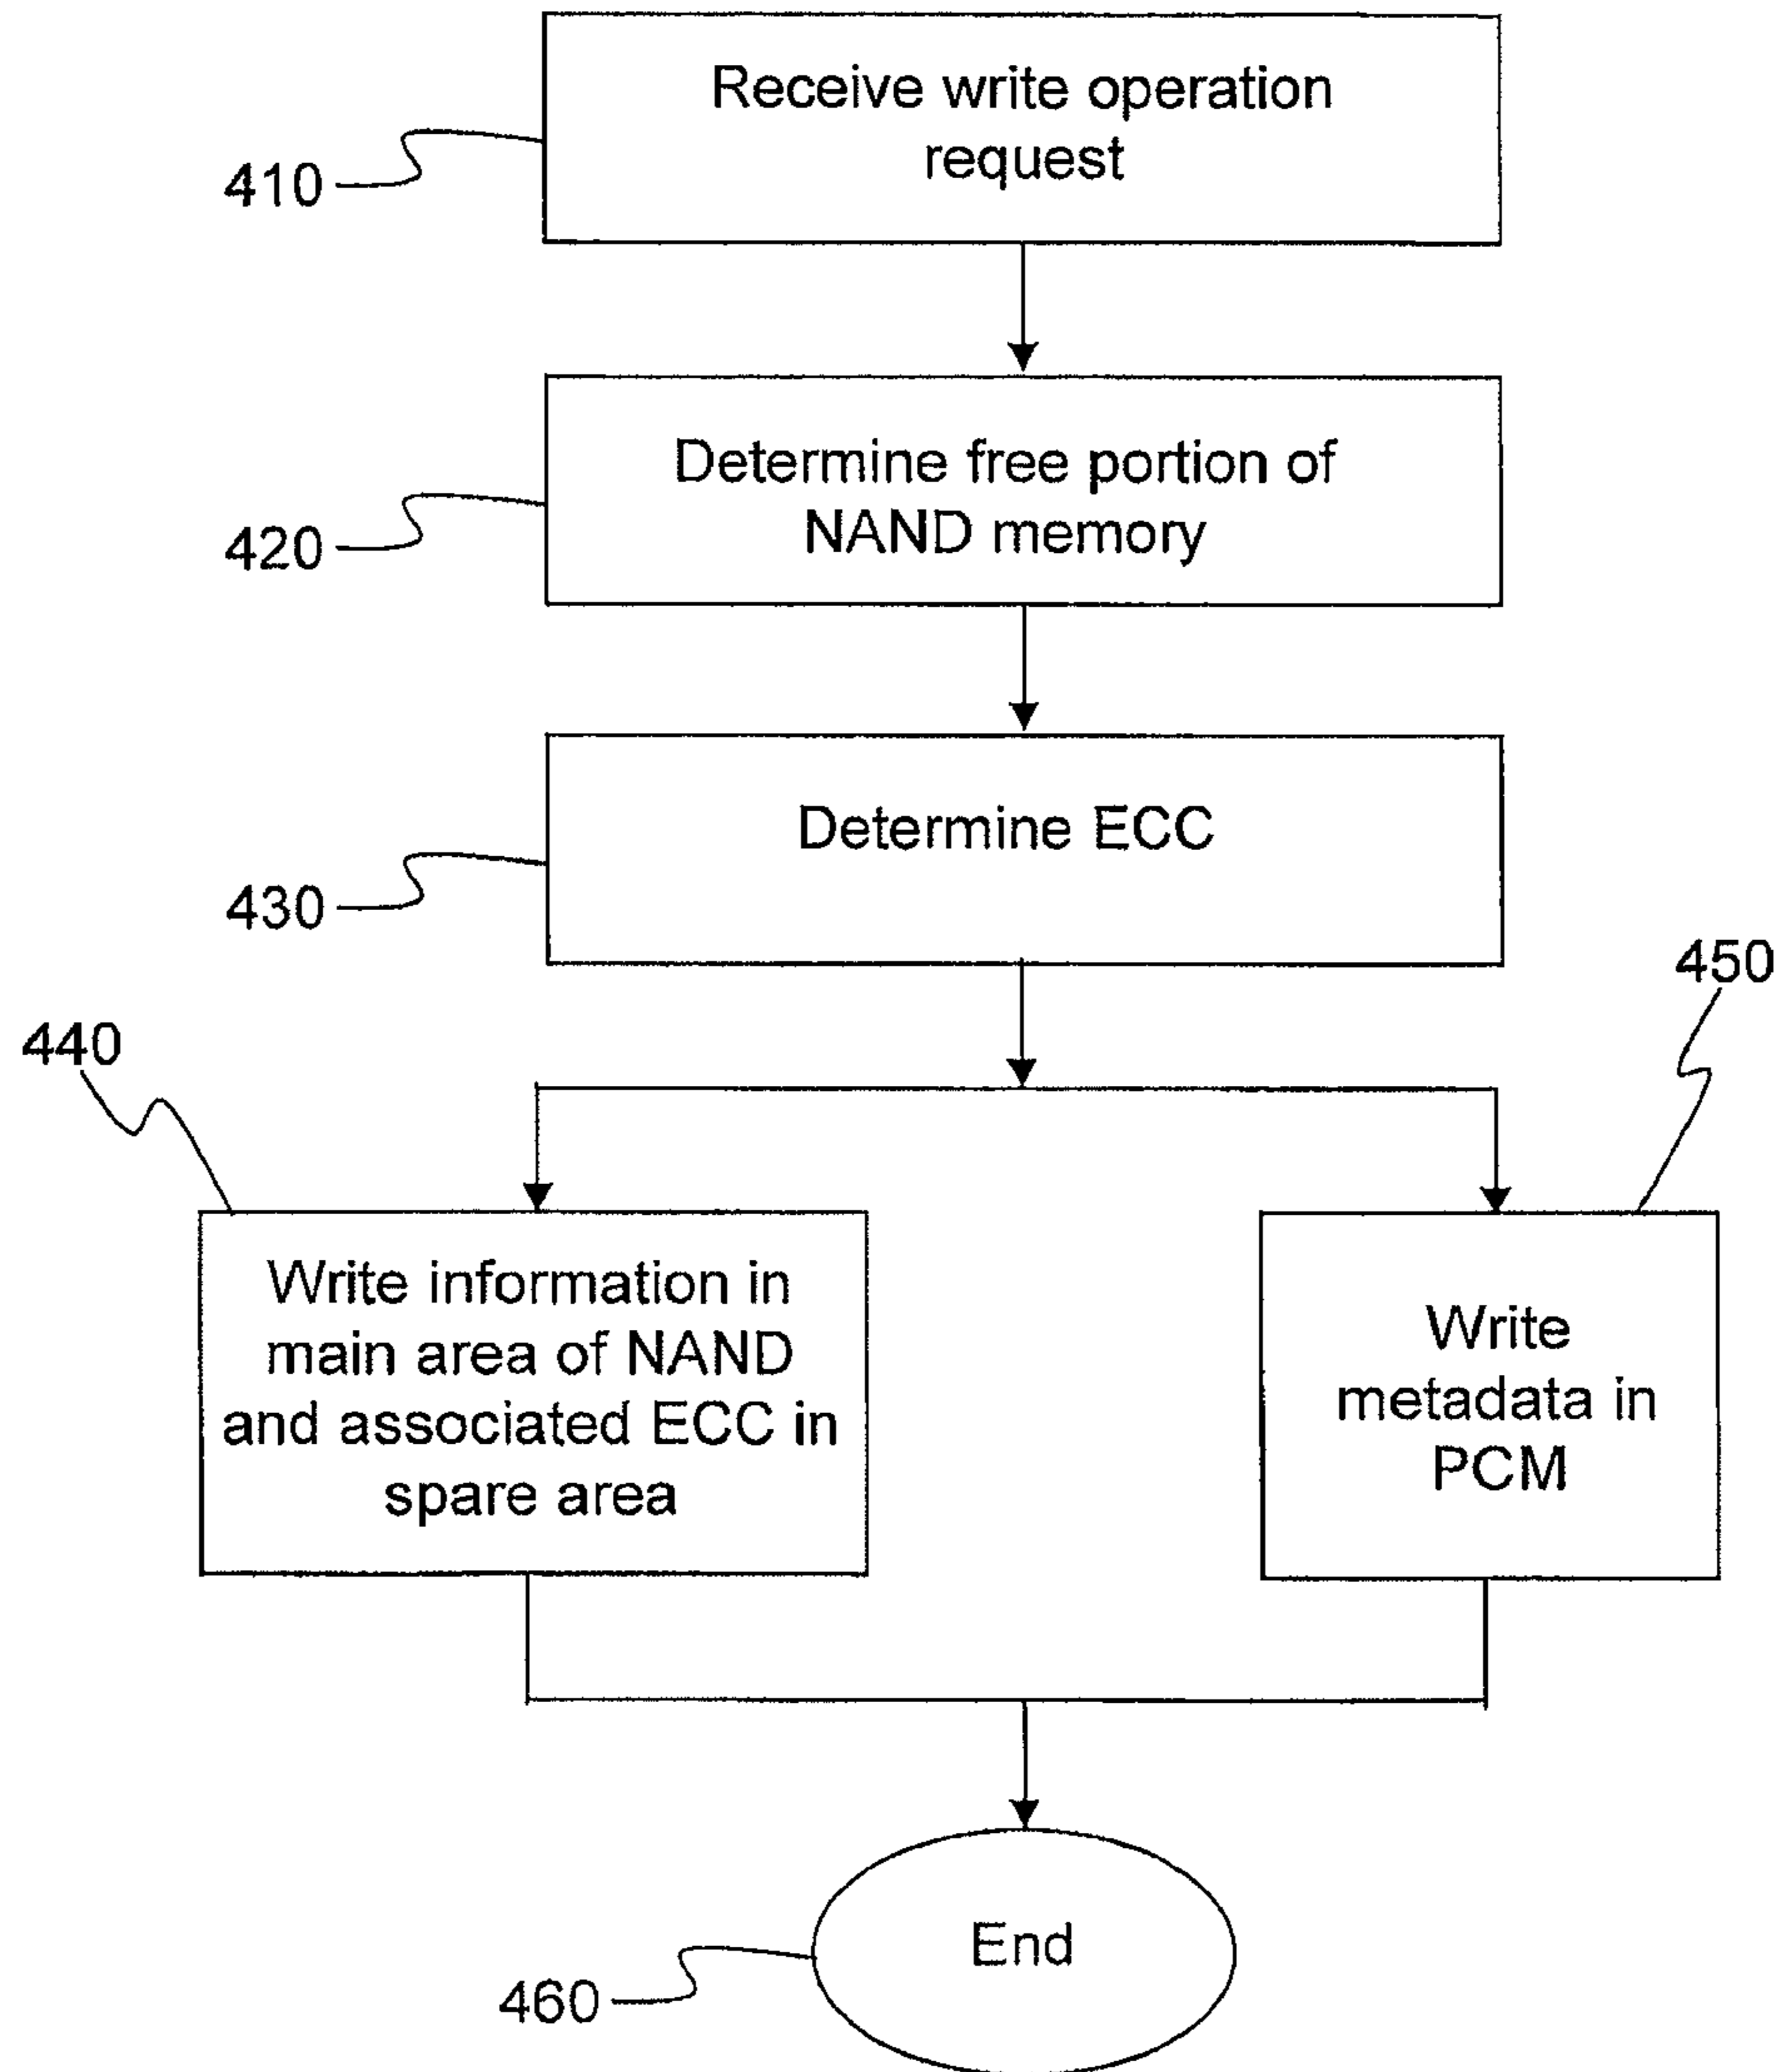 Receive write operation
request
410
Determine free portion of
NAND memory
420
Determine ECC
430
450
440
Write information in
main area of NAND
and associated ECC in
spare area
Write
metadata in
PCM
End
460